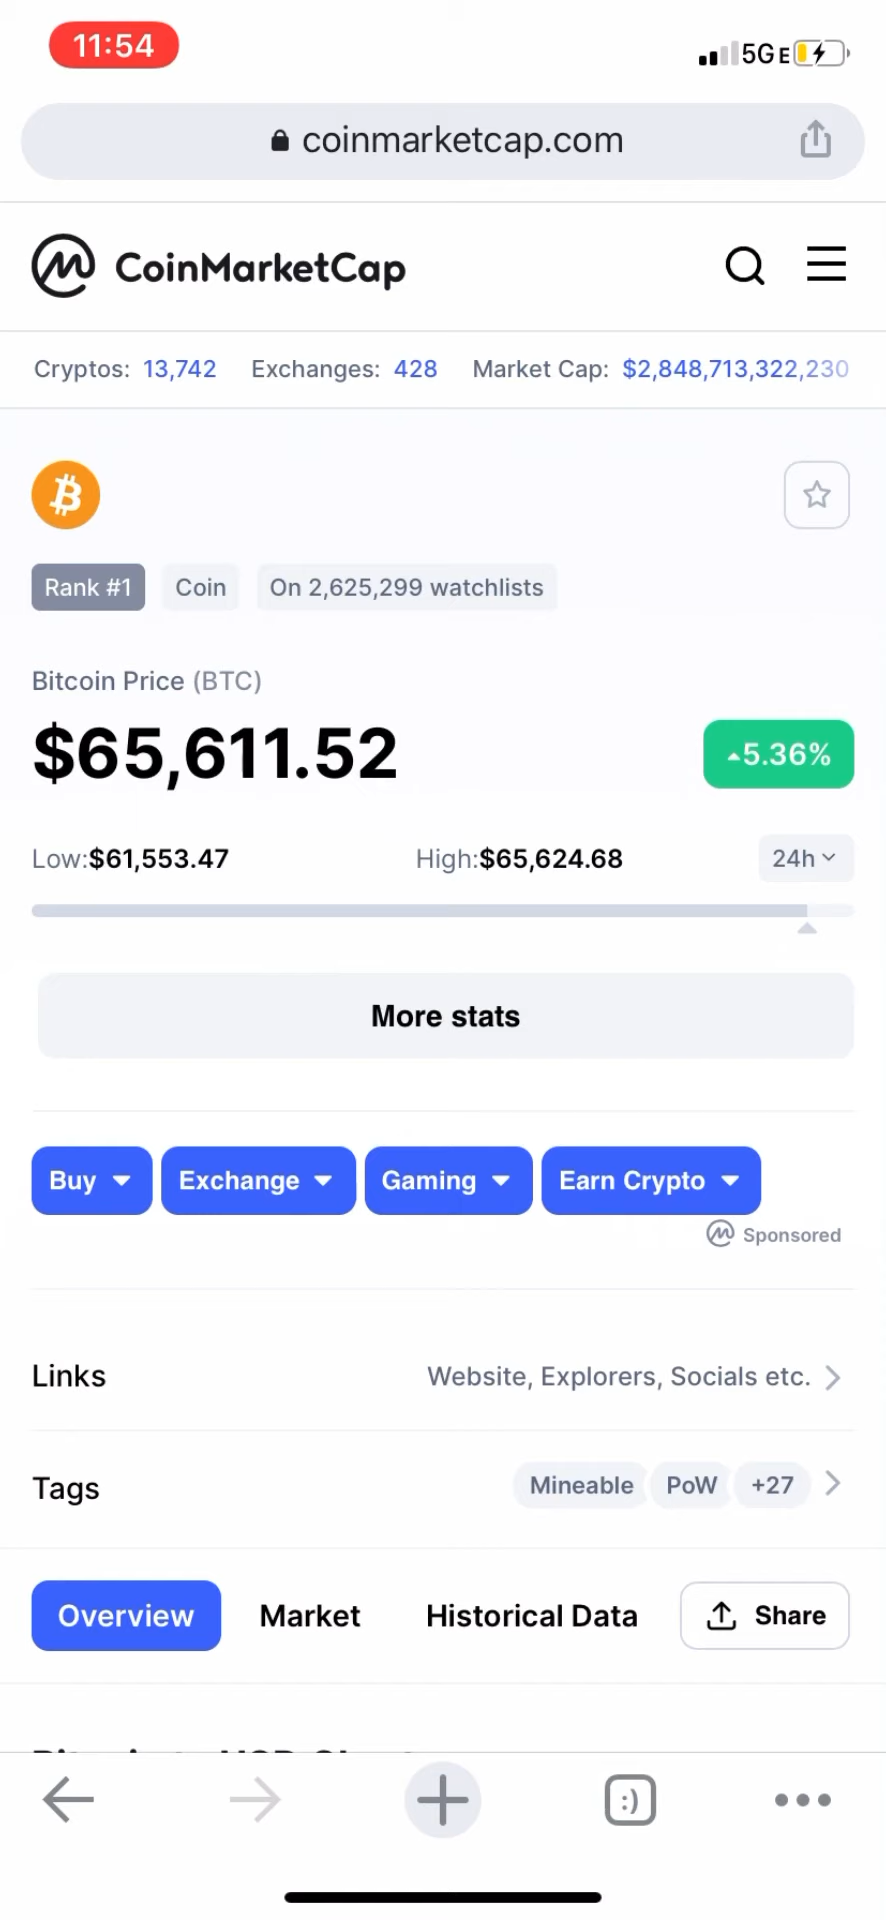 11:54 5GE
coinmarketcap.com
CoinMarketCap
Cryptos: 13,742 Exchanges: 428 Market Cap: $2,848,713,322,230
Rank #1 Coin On 2,625,299 watchlists
Bitcoin Price (BTC)
$65,611.52 5.36%
Low:$61,553.47 High:$65,624.68 24h
More stats
Buy Exchange Gaming Earn Crypto
Sponsored
Links Website, Explorers, Socials etc.
Tags Mineable PoW +27
Overview Market Historical Data Share
:)